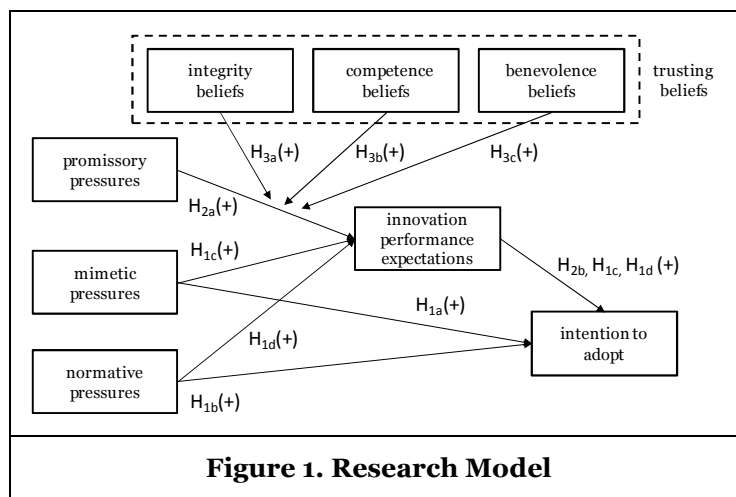 integrity
beliefs
competence
beliefs
benevolence
beliefs
trusting
beliefs
H3a(+)
H3b(+)
H3c(+)
promissory
pressures
H2a(+)
innovation
performance
expectations
H1c(+)
mimetic
pressures
H2b, H1c, H1d (+)
H1a(+)
H1d(+)
intention to
adopt
normative
pressures
H1b(+)
Figure 1. Research Model